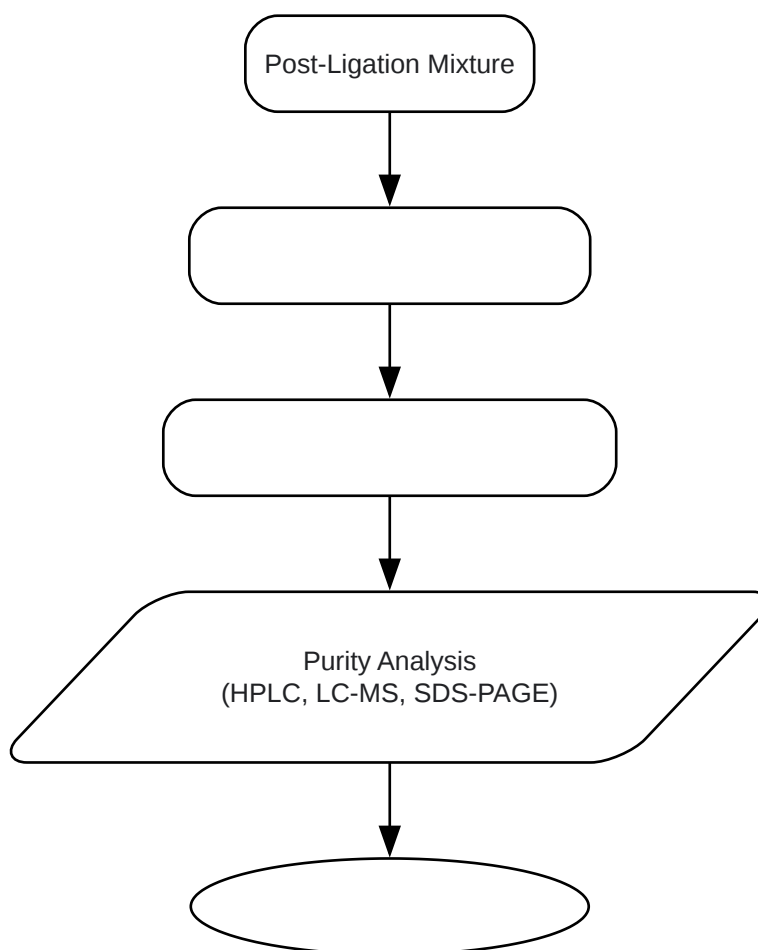 Post-Ligation Mixture
Purity Analysis
(HPLC, LC-MS, SDS-PAGE)